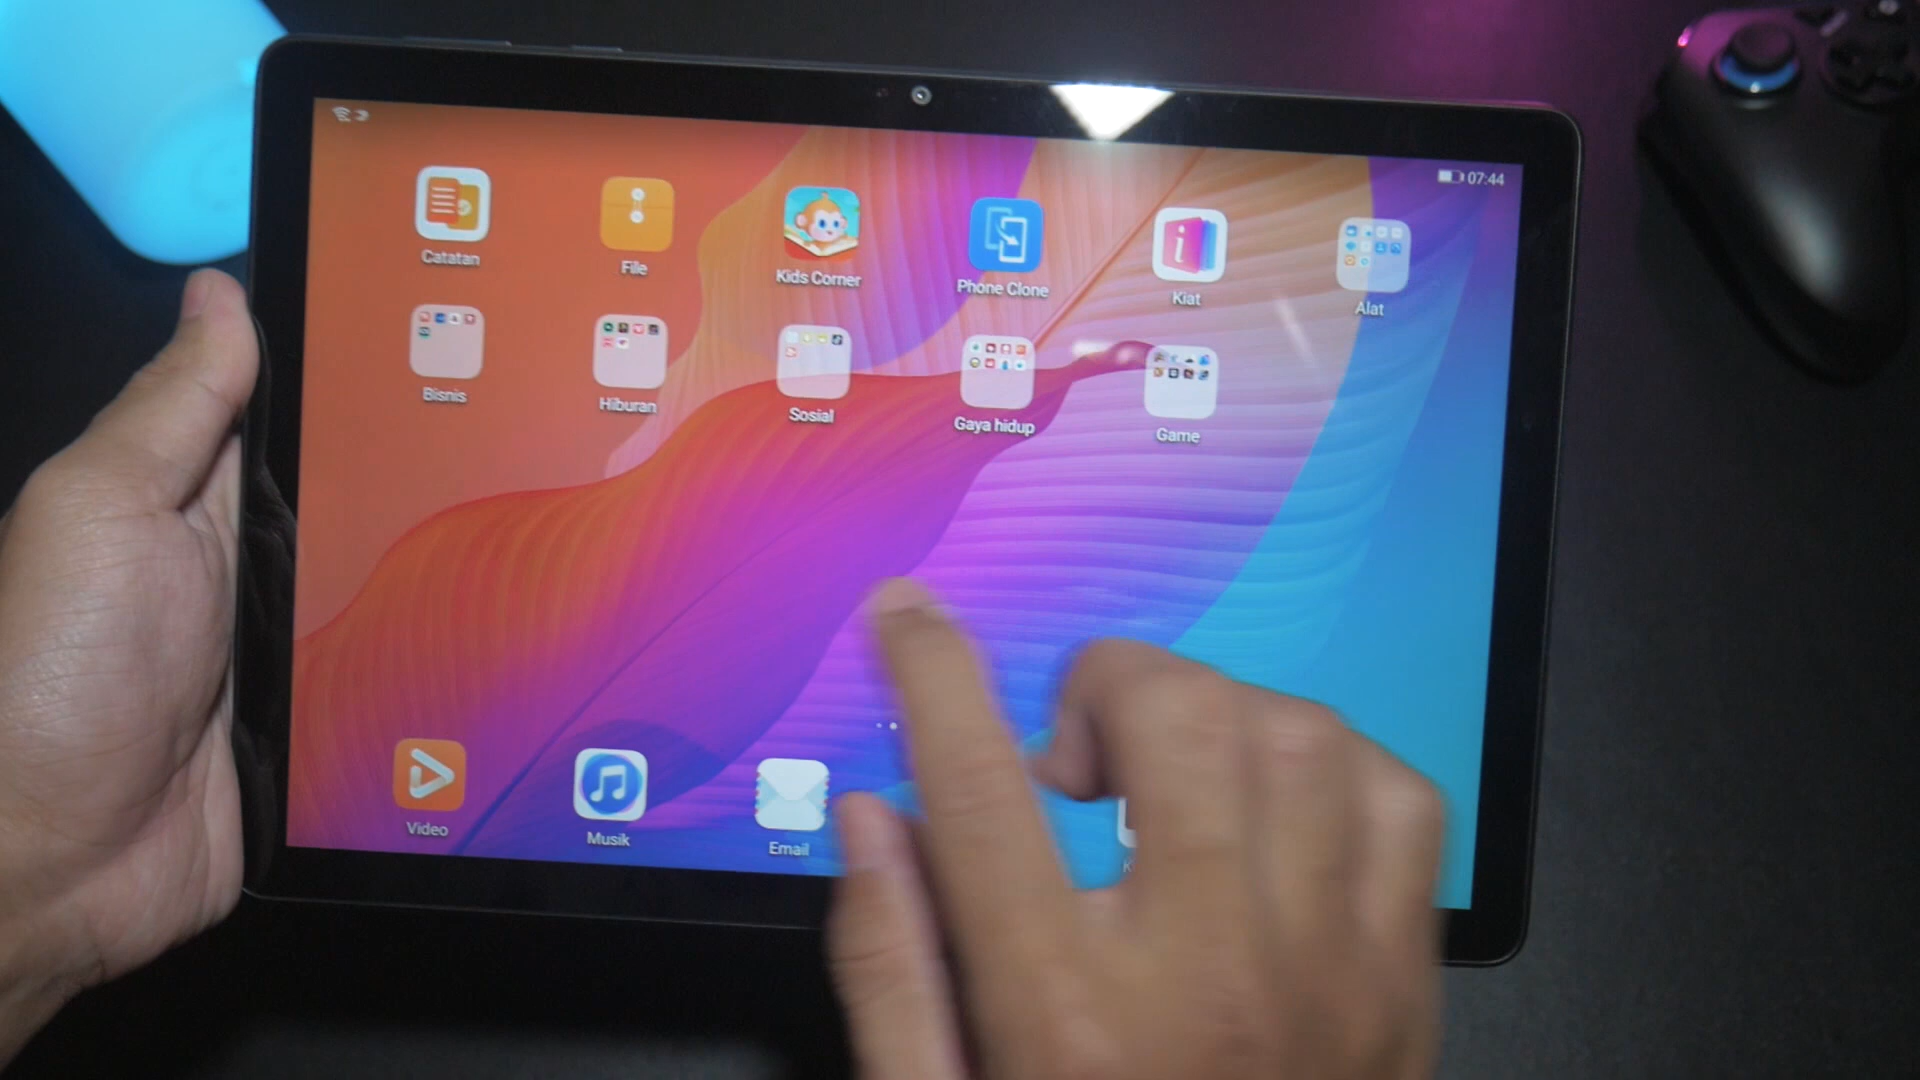 07:44
Catatan
File
Kids Corner
Phone Clone
Kiat
Alat
Bisnis
Hiburan
Sosial
Gaya hidup
Game
Video
Musik
Email